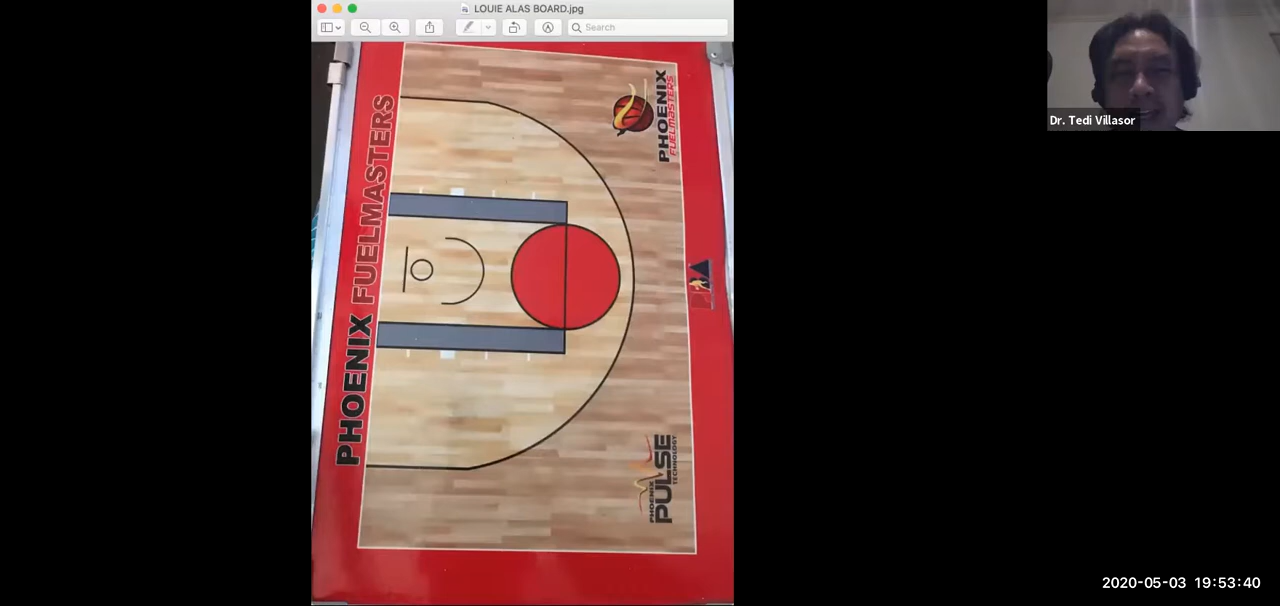 LOUIE ALAS BOARD.jpg
Search
Dr. Tedi Villasor
PHOENIX FUELMASTERS
PHOENIX
FUELMASTERS
PHOENIX
PULSE
TECHNOLOGY
2020-05-03 19:53:40